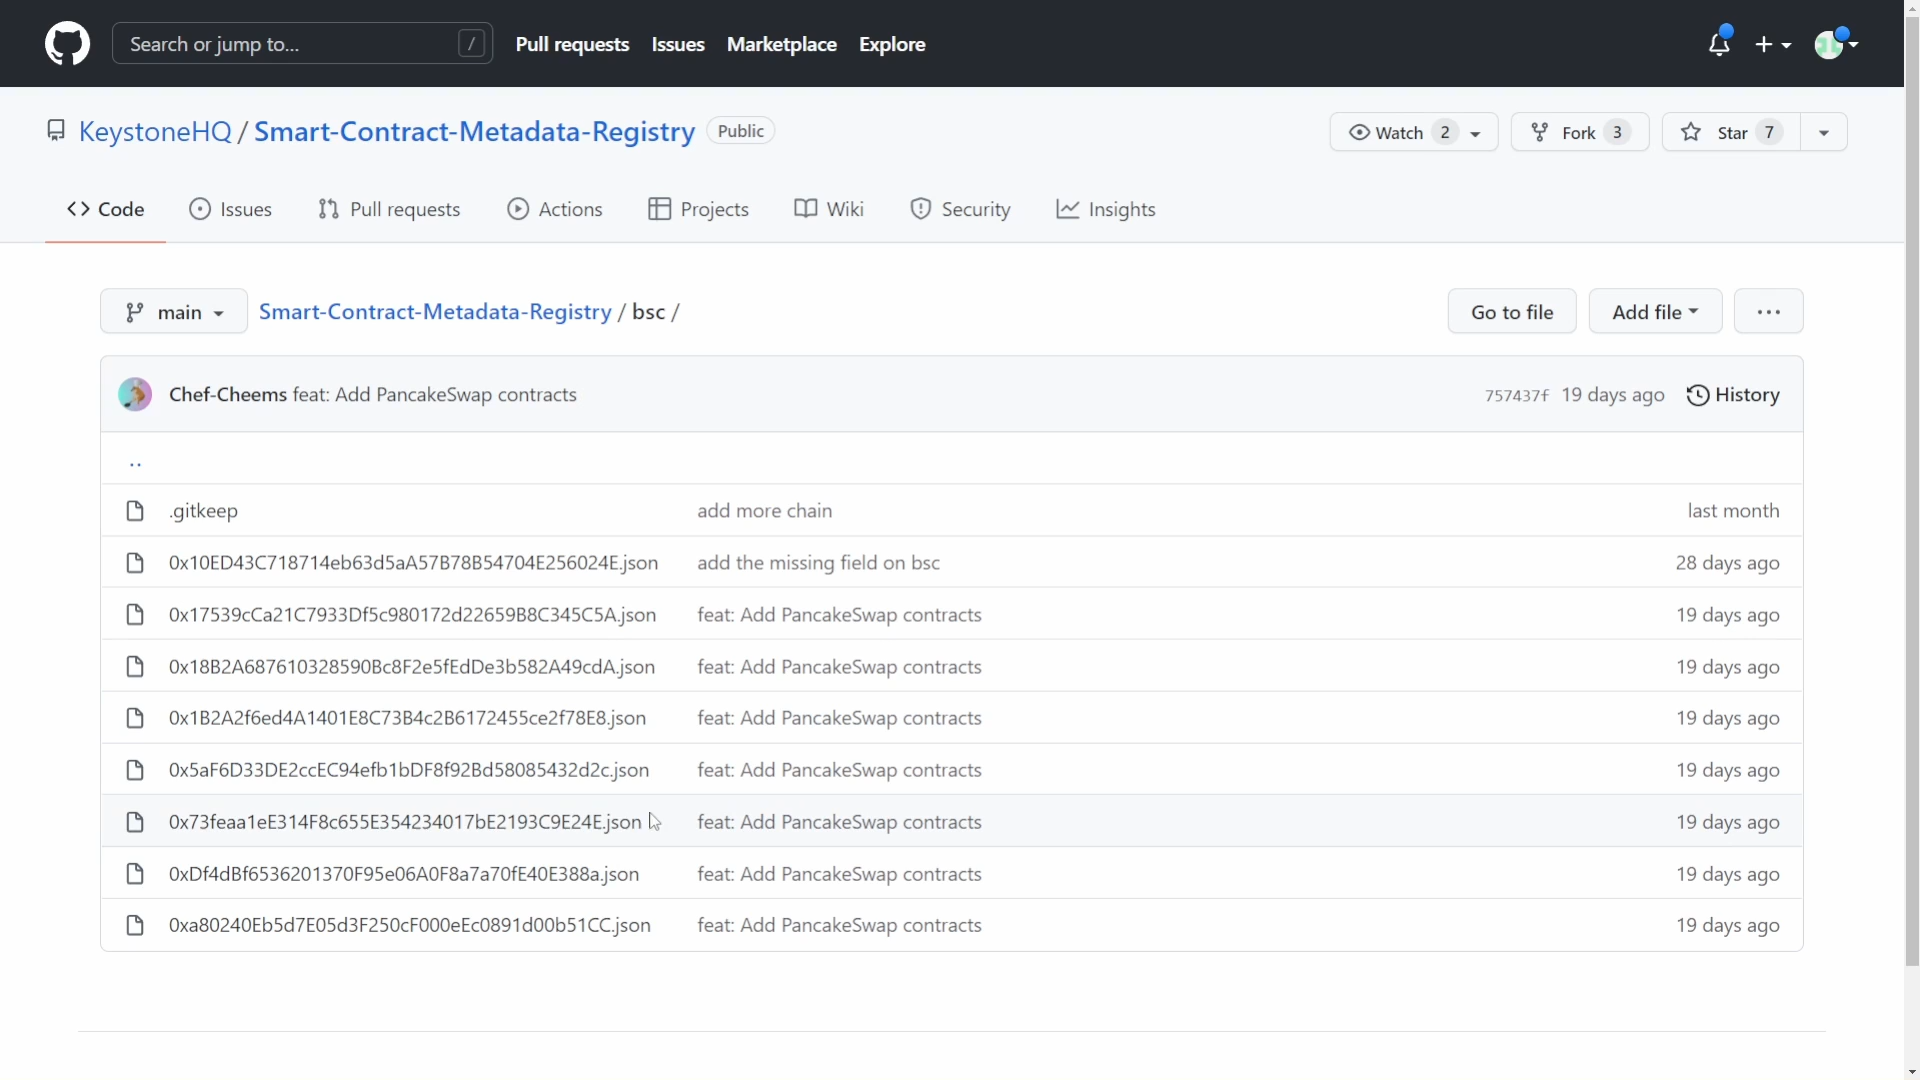 Search or jump to... / Pull requests Issues Marketplace Explore
KeystoneHQ / Smart-Contract-Metadata-Registry Public Watch 2 Fork 3 Star 7
Code Issues Pull requests Actions Projects Wiki Security Insights
main Smart-Contract-Metadata-Registry / bsc / Go to file Add file ...
Chef-Cheems feat: Add PancakeSwap contracts 757437f 19 days ago History
..
.gitkeep add more chain last month
0x10ED43C718714eb63d5aA57B78B54704E256024E.json add the missing field on bsc 28 days ago
0x17539cCa21C7933Df5c980172d22659B8C345C5A.json feat: Add PancakeSwap contracts 19 days ago
0x18B2A687610328590Bc8F2e5fEdDe3b582A49cdA.json feat: Add PancakeSwap contracts 19 days ago
0x1B2A2f6ed4A1401E8C73B4c2B6172455ce2f78E8.json feat: Add PancakeSwap contracts 19 days ago
0x5aF6D33DE2ccEC94efb1bDF8f92Bd58085432d2c.json feat: Add PancakeSwap contracts 19 days ago
0x73feaa1eE314F8c655E354234017bE2193C9E24E.json feat: Add PancakeSwap contracts 19 days ago
0xDf4dBf6536201370F95e06A0F8a7a70fE40E388a.json feat: Add PancakeSwap contracts 19 days ago
0xa80240Eb5d7E05d3F250cF000eEc0891d00b51CC.json feat: Add PancakeSwap contracts 19 days ago